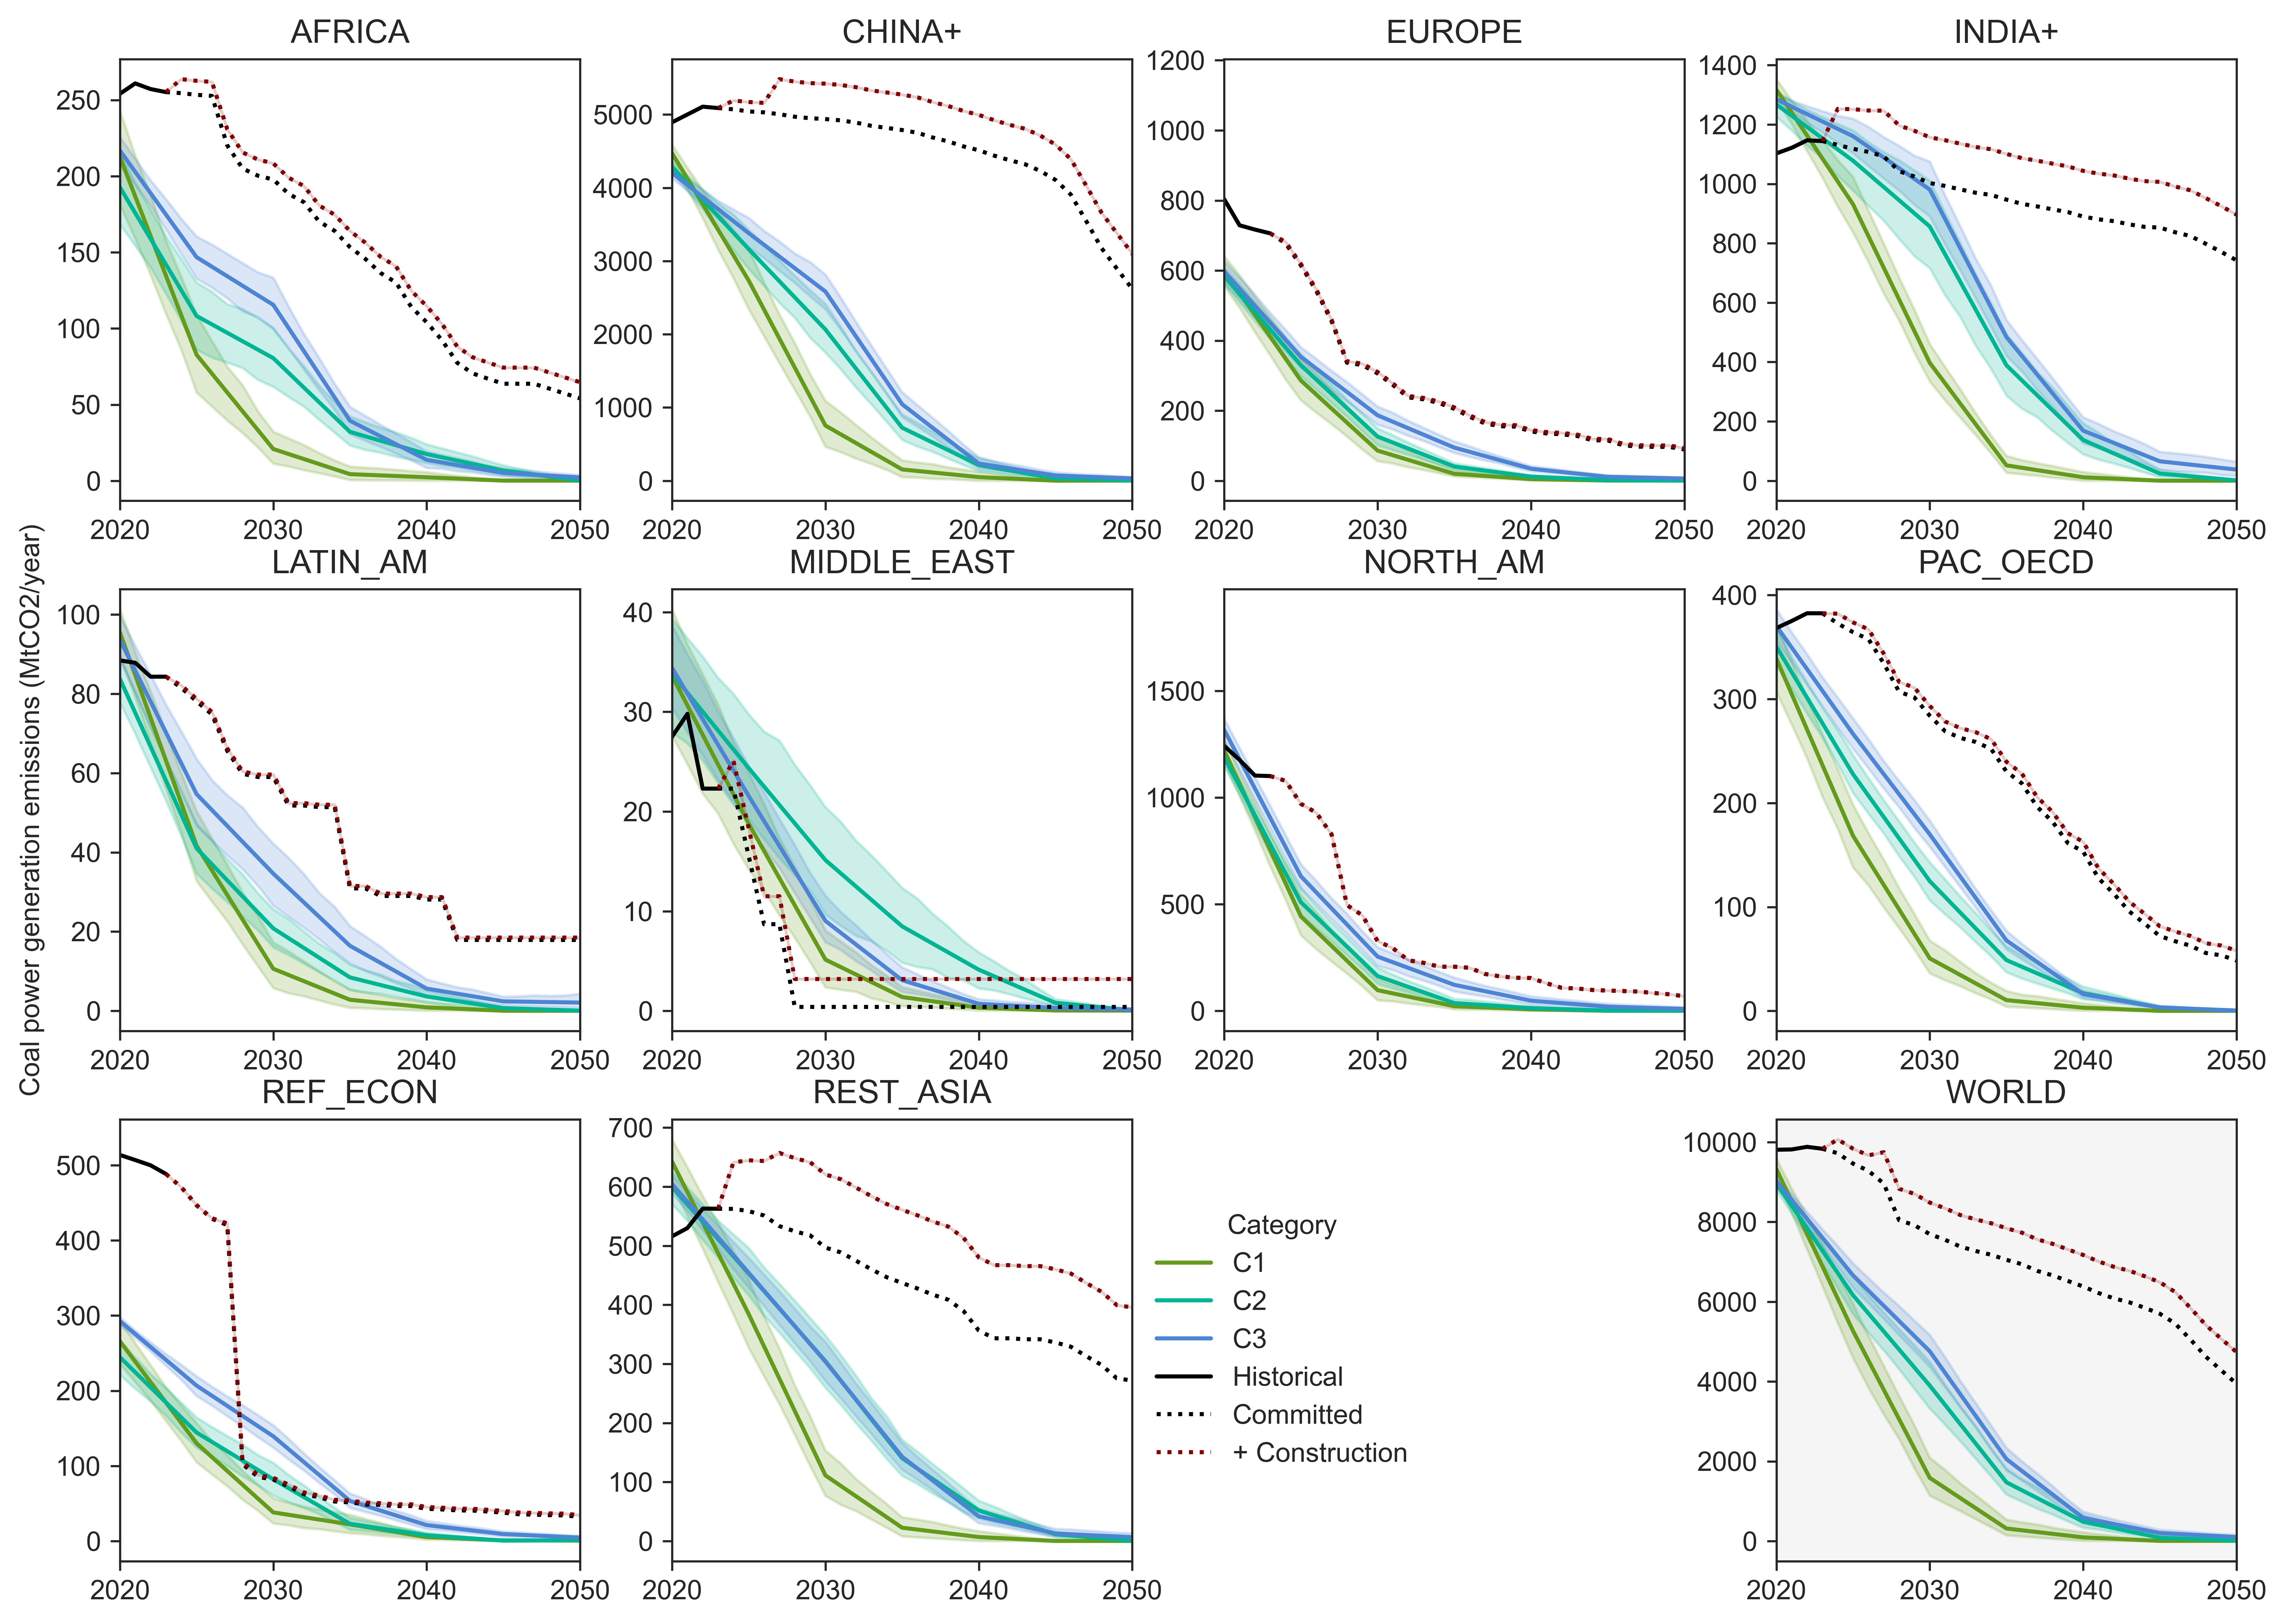 AFRICA
CHINA+
EUROPE
INDIA+
250
200
150
100
50
0
2020 2030 2040 2050
5000
4000
3000
2000
1000
0
2020 2030 2040 2050
1200
1000
800
600
400
200
0
2020 2030 2040 2050
1400
1200
1000
800
600
400
200
0
2020 2030 2040 2050
Coal power generation emissions (MtCO2/year)
LATIN_AM
MIDDLE_EAST
NORTH_AM
PAC_OECD
100
80
60
40
20
0
2020 2030 2040 2050
40
30
20
10
0
2020 2030 2040 2050
1500
1000
500
0
2020 2030 2040 2050
400
300
200
100
0
2020 2030 2040 2050
REF_ECON
REST_ASIA
WORLD
500
400
300
200
100
0
2020 2030 2040 2050
700
600
500
400
300
200
100
0
2020 2030 2040 2050
Category
C1
C2
C3
Historical
Committed
+ Construction
10000
8000
6000
4000
2000
0
2020 2030 2040 2050